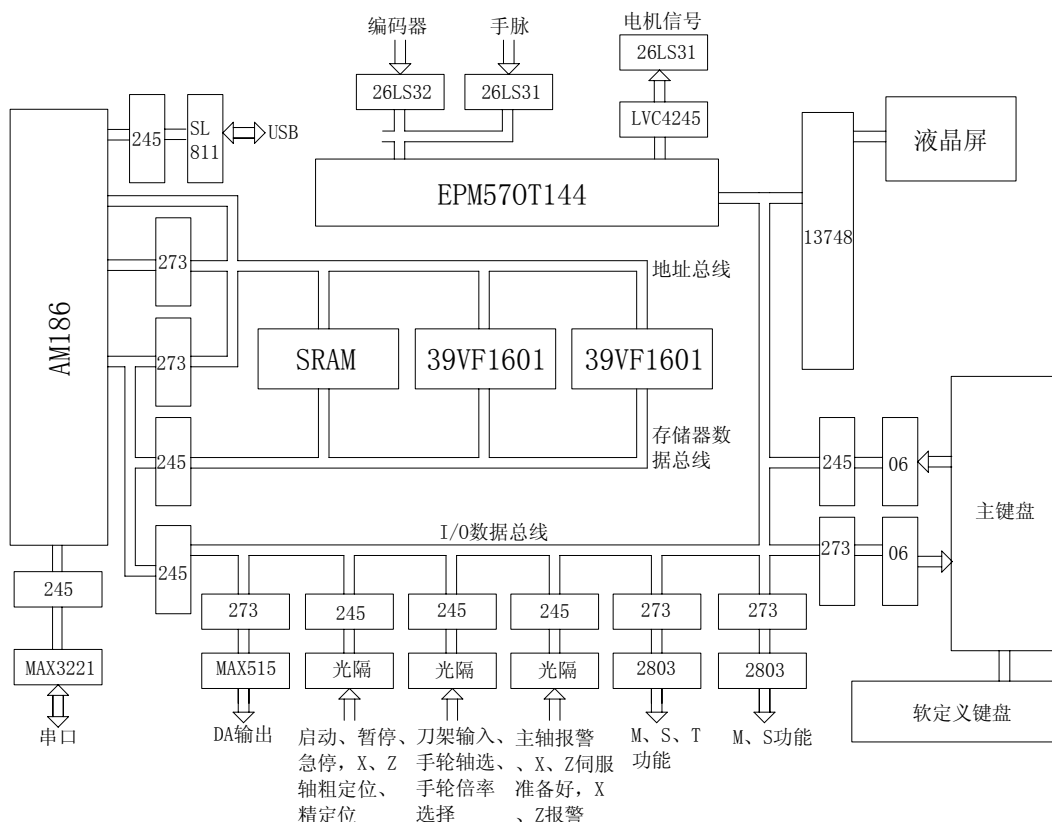 编码器
手脉
电机信号
26LS31
26LS32
26LS31
LVC4245
245
SL
811
USB
EPM570T144
13748
液晶屏
AM186
273
地址总线
273
SRAM
39VF1601
39VF1601
245
存储器数
据总线
245
06
主键盘
I/O数据总线
245
273
06
245
273
245
245
245
273
273
MAX3221
MAX515
光隔
光隔
光隔
2803
2803
软定义键盘
串口
DA输出
启动、暂停、
急停，X、Z
轴粗定位、
精定位
刀架输入、
手轮轴选、
手轮倍率
选择
主轴报警
、X、Z伺服
准备好，X
、Z报警
M、S、T
功能
M、S功能